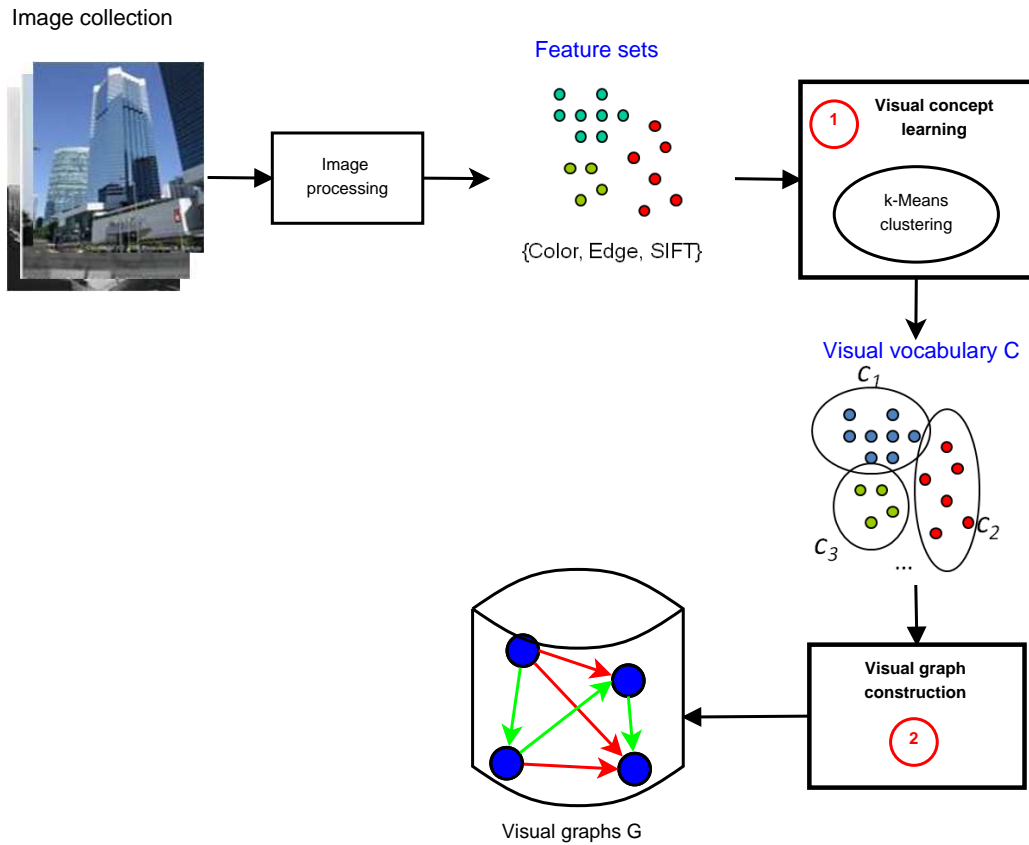 Image collection
Feature sets
Image
processing
{Color, Edge, SIFT}
1
Visual concept
learning
k-Means
clustering
Visual vocabulary C
c1
c2
c3
...
Visual graph
construction
2
Visual graphs G